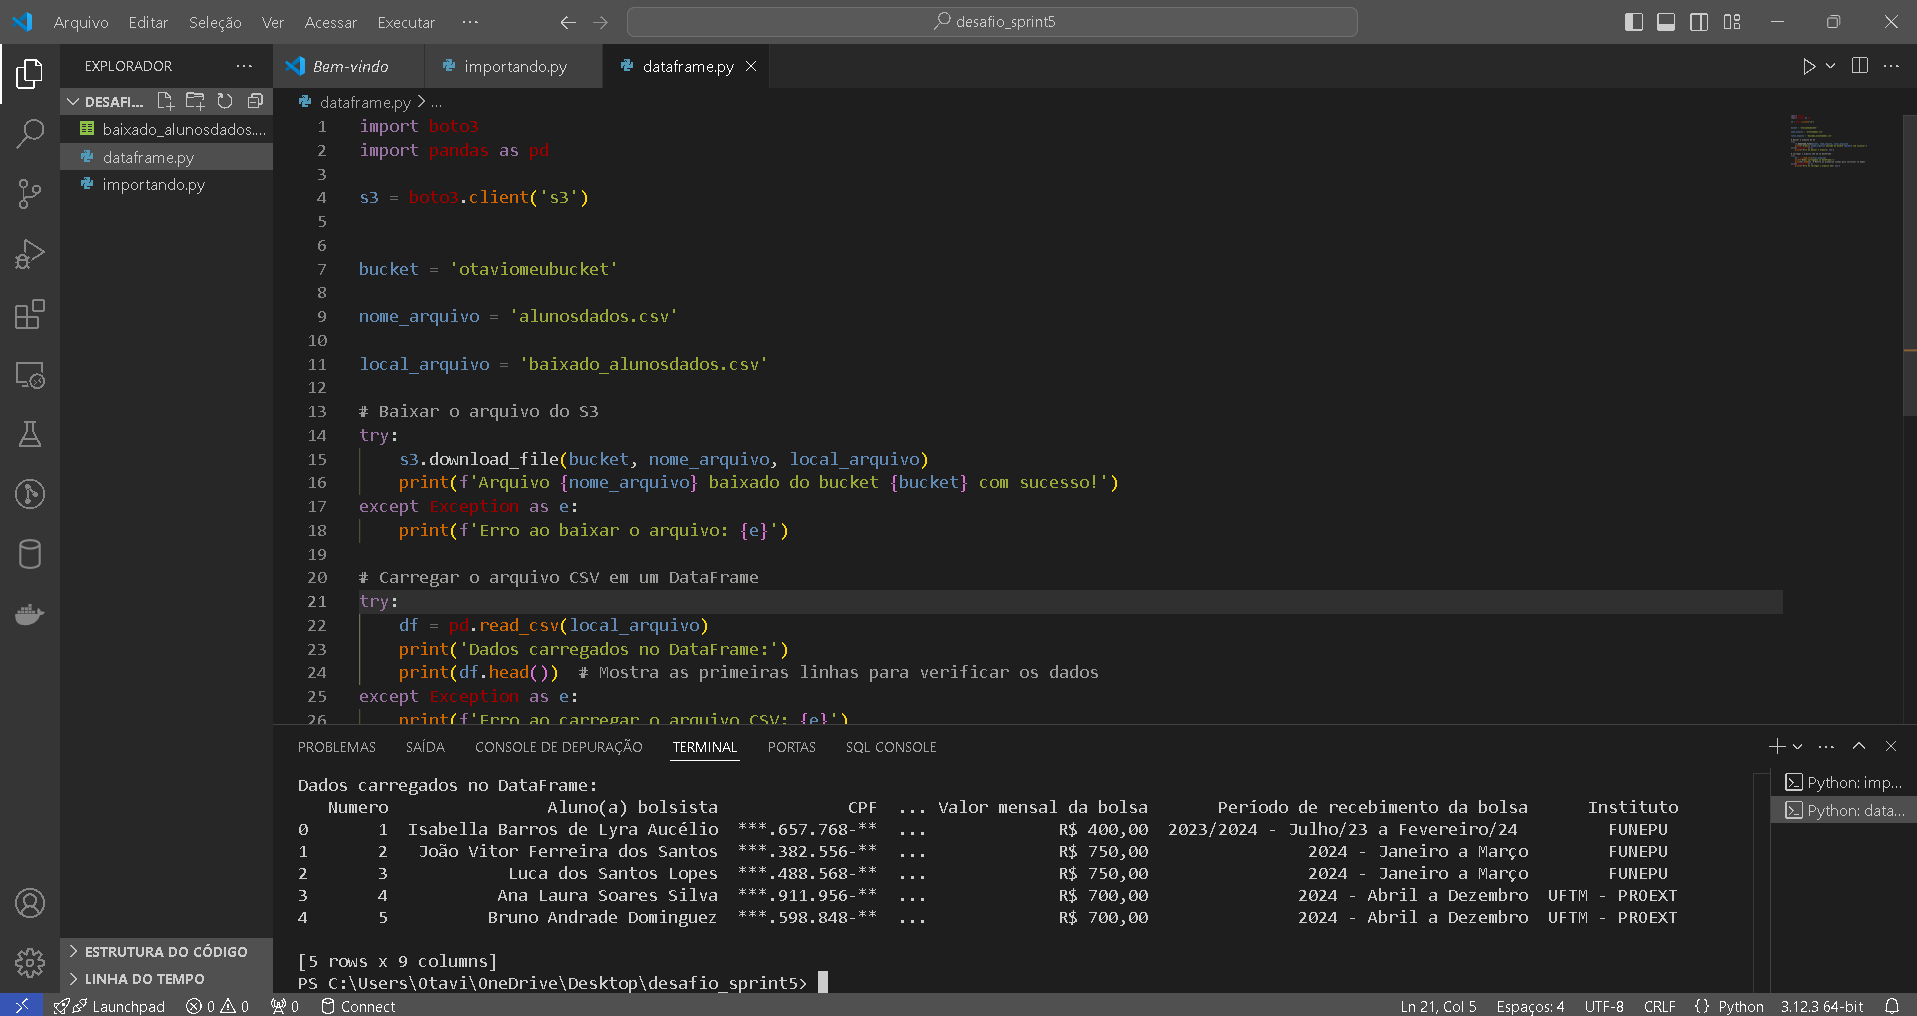 Arquivo Editar Seleção Ver Acessar Executar ··· desafio_sprint5
EXPLORADOR ···
DESAFI...
baixado_alunosdados....
dataframe.py
importando.py
ESTRUTURA DO CÓDIGO
LINHA DO TEMPO
Bem-vindo importando.py dataframe.py
dataframe.py > ...
1 import boto3
2 import pandas as pd
3
4 s3 = boto3.client('s3')
5
6
7 bucket = 'otaviomeubucket'
8
9 nome_arquivo = 'alunosdados.csv'
10
11 local_arquivo = 'baixado_alunosdados.csv'
12
13 # Baixar o arquivo do S3
14 try:
15 s3.download_file(bucket, nome_arquivo, local_arquivo)
16 print(f'Arquivo {nome_arquivo} baixado do bucket {bucket} com sucesso!')
17 except Exception as e:
18 print(f'Erro ao baixar o arquivo: {e}')
19
20 # Carregar o arquivo CSV em um DataFrame
21 try:
22 df = pd.read_csv(local_arquivo)
23 print('Dados carregados no DataFrame:')
24 print(df.head()) # Mostra as primeiras linhas para verificar os dados
25 except Exception as e:
26 print(f'Erro ao carregar o arquivo CSV: {e}')
PROBLEMAS SAÍDA CONSOLE DE DEPURAÇÃO TERMINAL PORTAS SQL CONSOLE
Dados carregados no DataFrame:
Numero Aluno(a) bolsista CPF ... Valor mensal da bolsa Período de recebimento da bolsa Instituto
0 1 Isabella Barros de Lyra Aucélio ***.657.768-** ... R$ 400,00 2023/2024 - Julho/23 a Fevereiro/24 FUNEPU
1 2 João Vitor Ferreira dos Santos ***.382.556-** ... R$ 750,00 2024 - Janeiro a Março FUNEPU
2 3 Luca dos Santos Lopes ***.488.568-** ... R$ 750,00 2024 - Janeiro a Março FUNEPU
3 4 Ana Laura Soares Silva ***.911.956-** ... R$ 700,00 2024 - Abril a Dezembro UFTM - PROEXT
4 5 Bruno Andrade Dominguez ***.598.848-** ... R$ 700,00 2024 - Abril a Dezembro UFTM - PROEXT
[5 rows x 9 columns]
PS C:\Users\Otavi\OneDrive\Desktop\desafio_sprint5>
Python: imp...
Python: data...
Launchpad 0 0 0 Connect Ln 21, Col 5 Espaços: 4 UTF-8 CRLF {} Python 3.12.3 64-bit